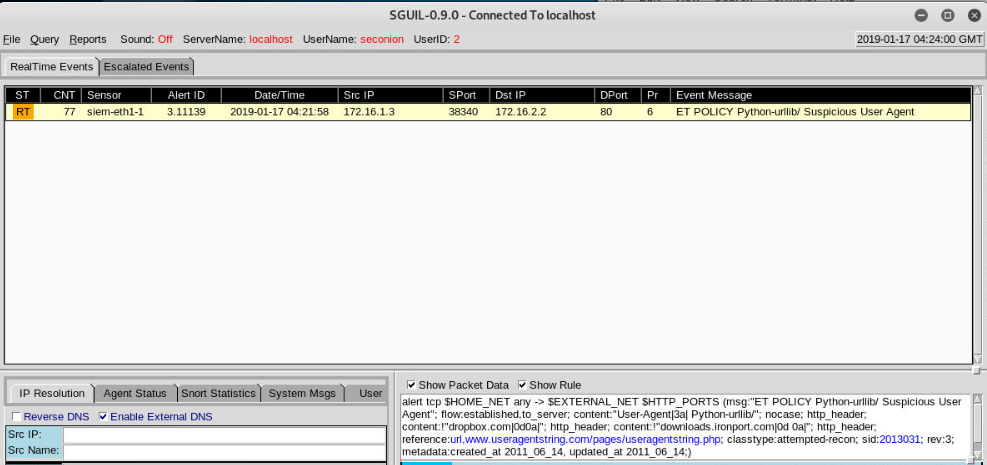 SGUIL-0.9.0 - Connected To localhost
File Query Reports Sound: Off ServerName: localhost UserName: seconion UserID: 2 2019-01-17 04:24:00 GMT
RealTime Events Escalated Events
ST CNT Sensor Alert ID Date/Time Src IP SPort Dst IP DPort Pr Event Message
RT 77 siem-eth1-1 3.11139 2019-01-17 04:21:58 172.16.1.3 38340 172.16.2.2 80 6 ET POLICY Python-urllib/ Suspicious User Agent
IP Resolution Agent Status Snort Statistics System Msgs User
Reverse DNS Enable External DNS
Src IP:
Src Name:
Show Packet Data Show Rule
alert tcp $HOME_NET any -> $EXTERNAL_NET $HTTP_PORTS (msg:"ET POLICY Python-urllib/ Suspicious User
Agent"; flow:established,to_server; content:"User-Agent|3a| Python-urllib/"; nocase; http_header;
content:!"dropbox.com|0d0a|"; http_header; content:!"downloads.ironport.com|0d 0a|"; http_header;
reference:url,www.useragentstring.com/pages/useragentstring.php; classtype:attempted-recon; sid:2013031; rev:3;
metadata:created_at 2011_06_14, updated_at 2011_06_14;)